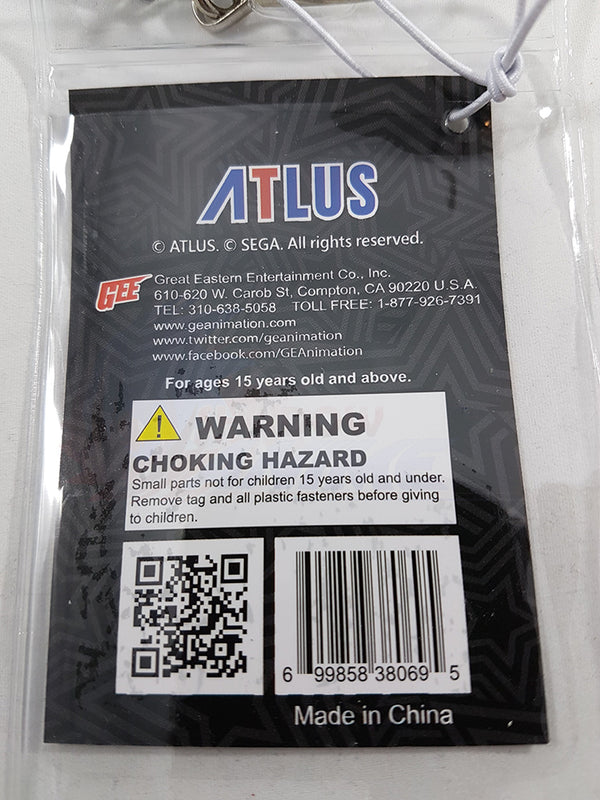 ATLUS
© ATLUS. © SEGA. All rights reserved.
GEE
Great Eastern Entertainment Co., Inc.
610-620 W. Carob St, Compton, CA 90220 U.S.A.
TEL: 310-638-5058 TOLL FREE: 1-877-926-7391
www.geanimation.com
www.twitter.com/geanimation
www.facebook.com/GEAnimation
For ages 15 years old and above.
WARNING
CHOKING HAZARD
Small parts not for children 15 years old and under.
Remove tag and all plastic fasteners before giving
to children.
6 99858 38069 5
Made in China